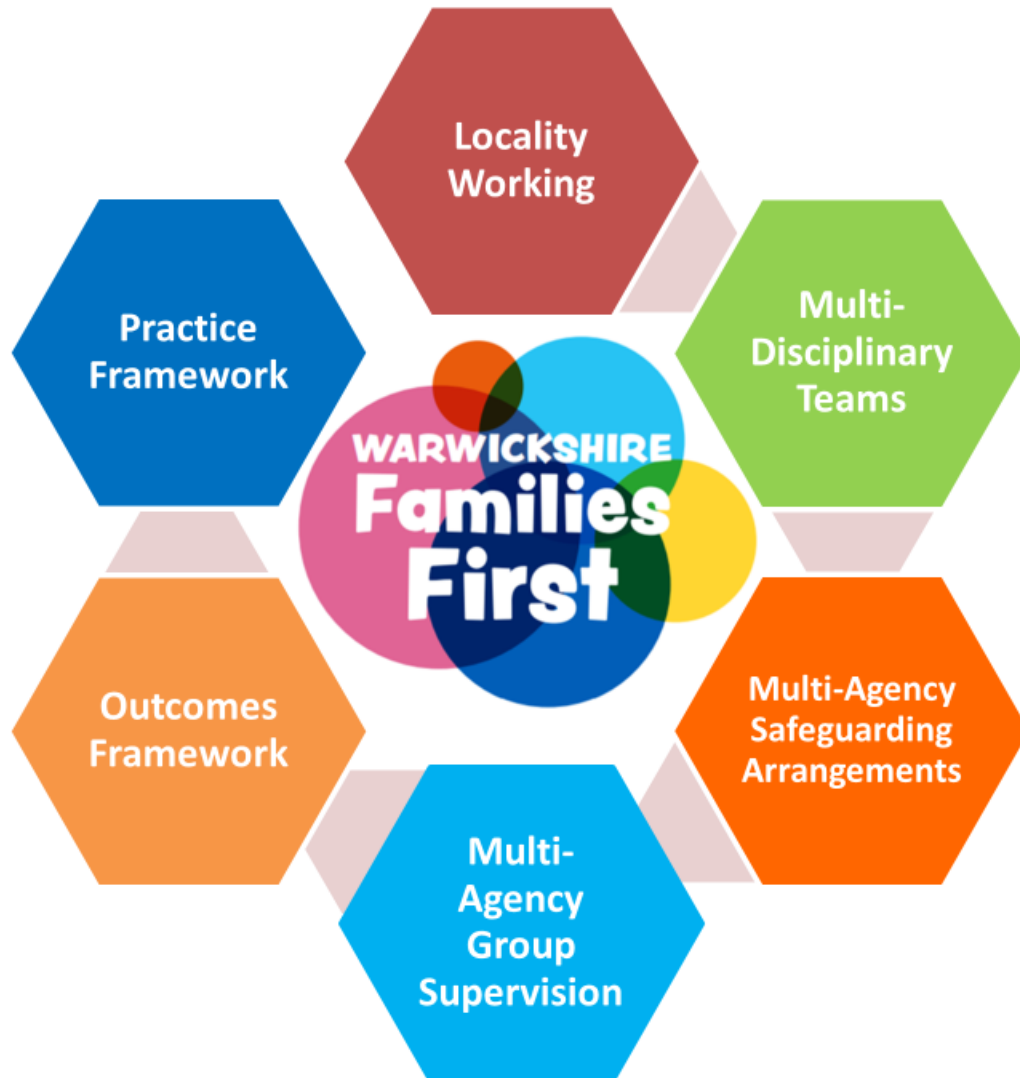 Locality
Working
Multi-
Disciplinary
Teams
Multi-Agency
Safeguarding
Arrangements
Multi-
Agency
Group
Supervision
Outcomes
Framework
Practice
Framework
WARWICKSHIRE
Families
First